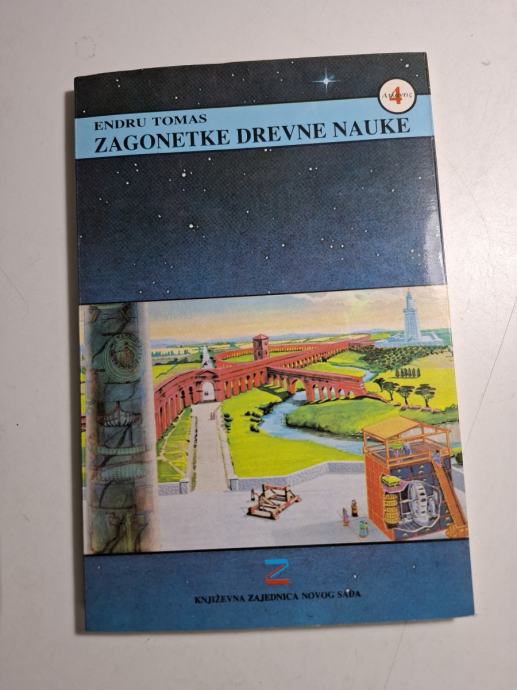 4
ENDRU TOMAS
ZAGONETKE DREVNE NAUKE
KNJIŽEVNA ZAJEDNICA NOVOG SADA